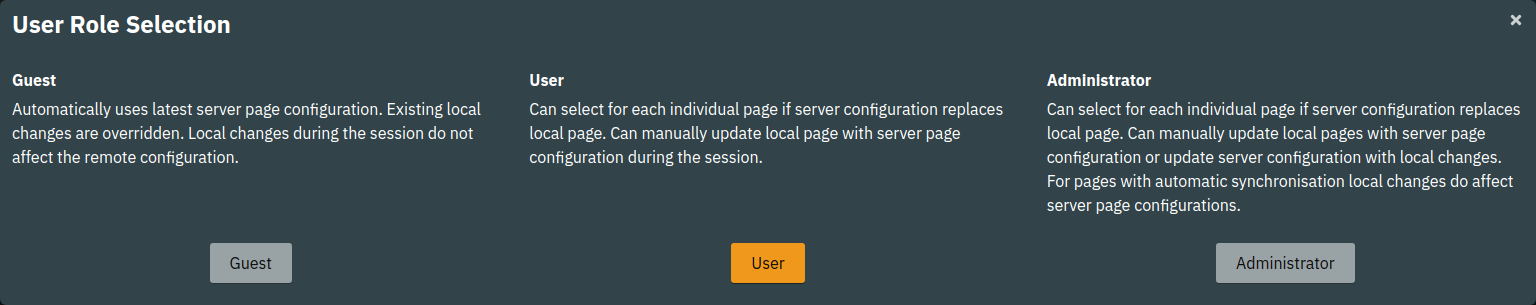 User Role Selection
×
Guest
Automatically uses latest server page configuration. Existing local
changes are overridden. Local changes during the session do not
affect the remote configuration.
Guest
User
Can select for each individual page if server configuration replaces
local page. Can manually update local page with server page
configuration during the session.
User
Administrator
Can select for each individual page if server configuration replaces
local page. Can manually update local pages with server page
configuration or update server configuration with local changes.
For pages with automatic synchronisation local changes do affect
server page configurations.
Administrator